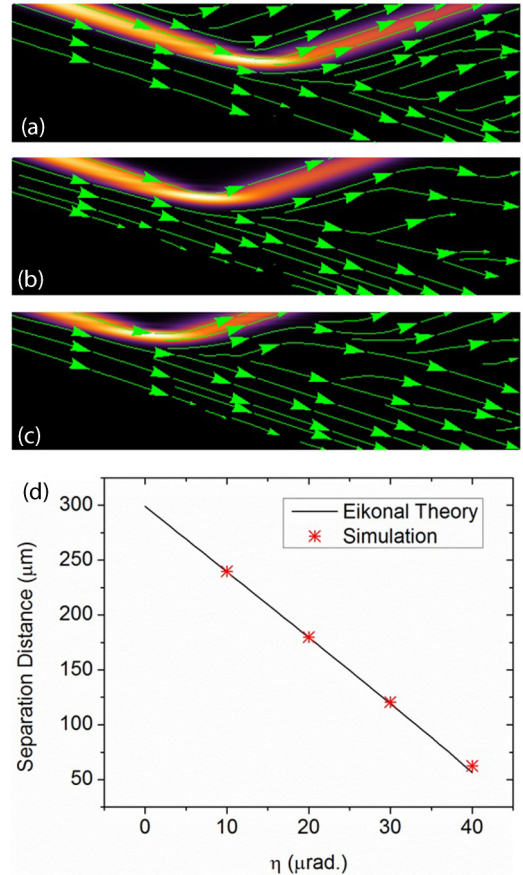 (a)
(b)
(c)
(d)
Eikonal Theory
Simulation
Separation Distance (μm)
300
250
200
150
100
50
0 10 20 30 40
η (μrad.)